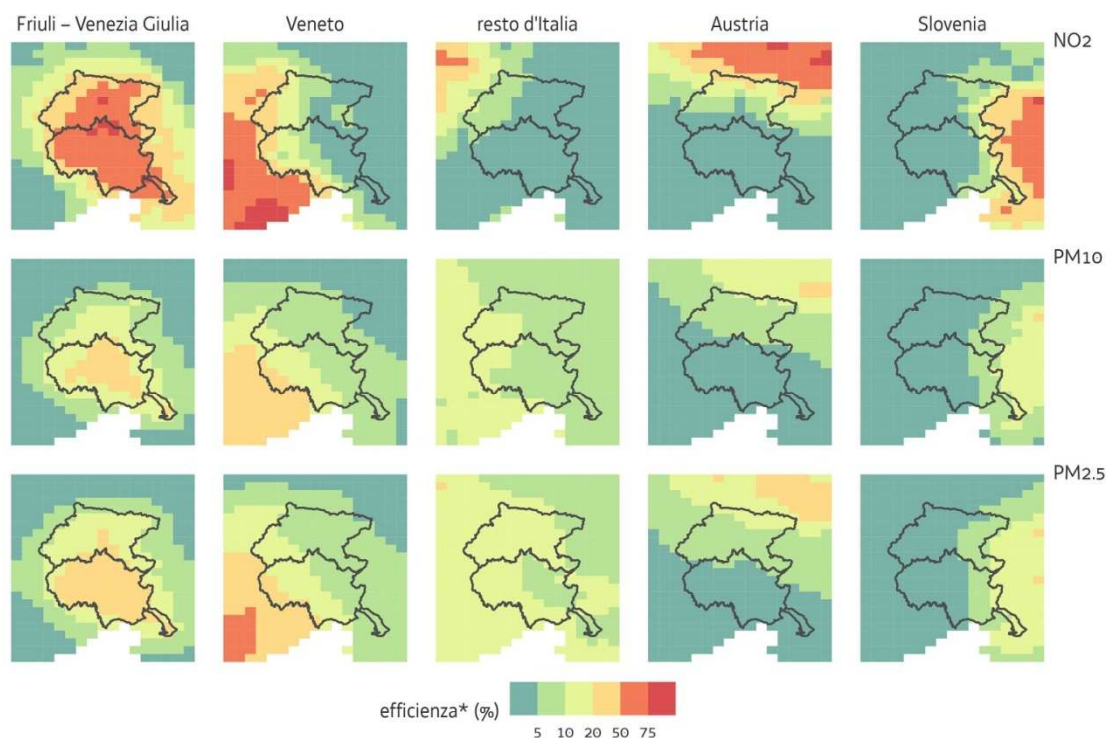 Friuli – Venezia Giulia
Veneto
resto d'Italia
Austria
Slovenia
NO2
PM10
PM2.5
efficienza* (%)
5 10 20 50 75